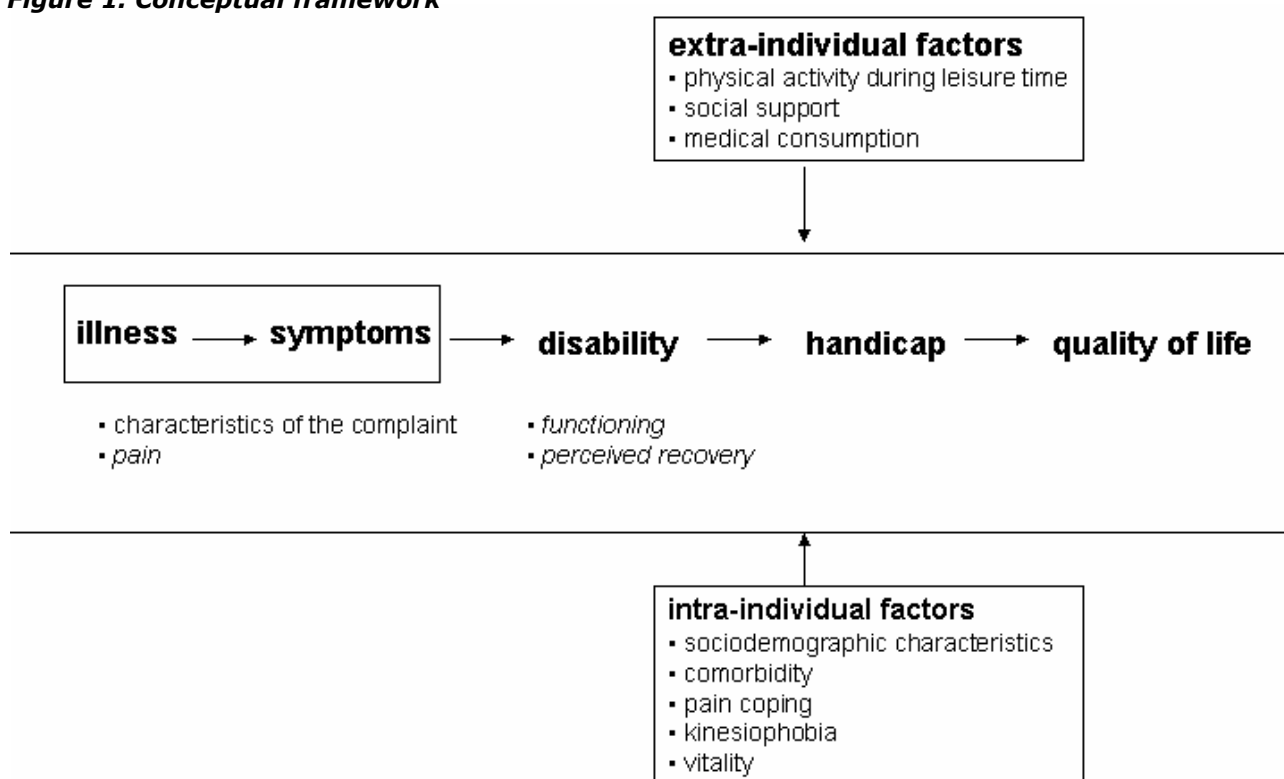 Figure 1. Conceptual framework
extra-individual factors
▪ physical activity during leisure time
▪ social support
▪ medical consumption
illness → symptoms → disability → handicap → quality of life
▪ characteristics of the complaint
▪ pain
▪ functioning
▪ perceived recovery
intra-individual factors
▪ sociodemographic characteristics
▪ comorbidity
▪ pain coping
▪ kinesiophobia
▪ vitality